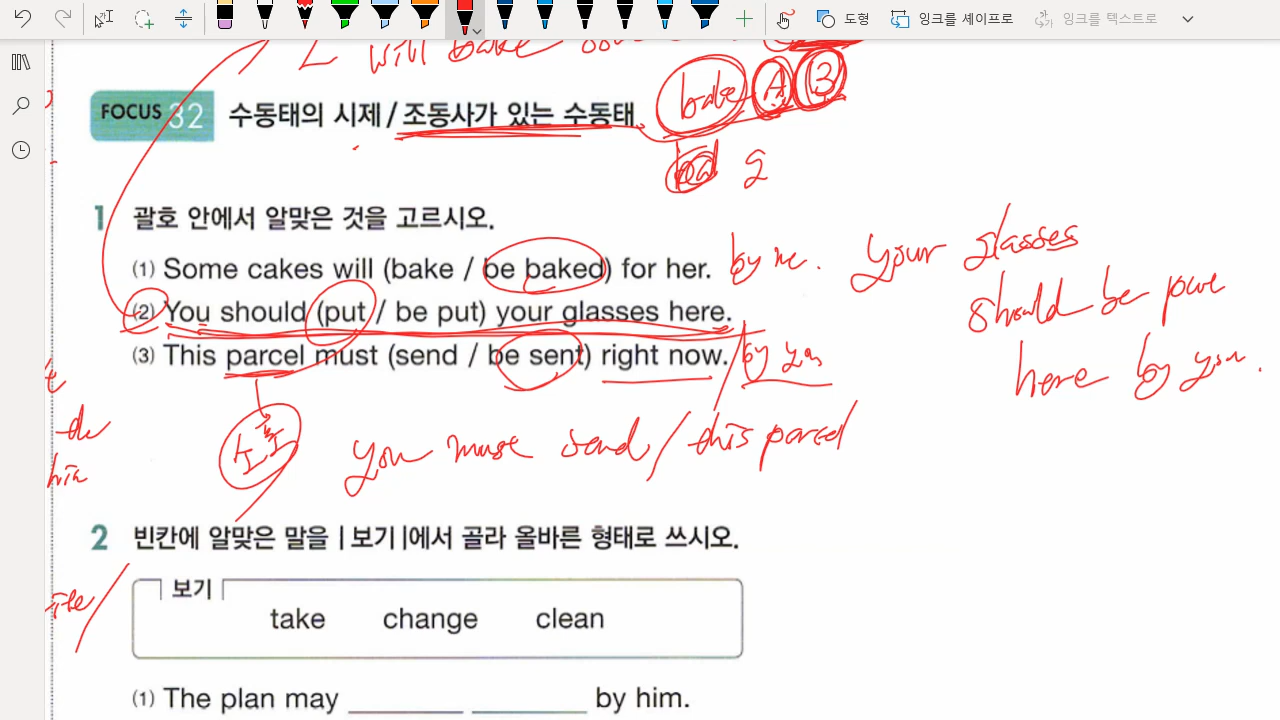 도형
잉크를 셰이프로
잉크를 텍스트로
will bake
FOCUS 32 수동태의 시제 / 조동사가 있는 수동태
bake A 3
1 괄호 안에서 알맞은 것을 고르시오.
(1) Some cakes will (bake / be baked) for her. by me.
(2) You should (put / be put) your glasses here.
(3) This parcel must (send / be sent) right now. / by you
your glasses
should be
here by you.
소포
you must send / this parcel
2 빈칸에 알맞은 말을 | 보기 |에서 골라 올바른 형태로 쓰시오.
보기
take change clean
(1) The plan may ________ ________ by him.